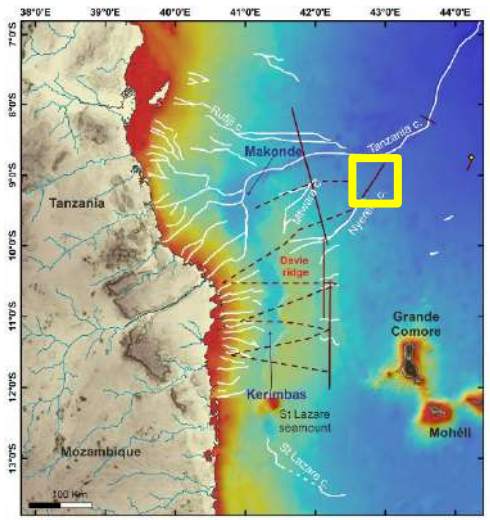 38°0'E 39°0'E 40°0'E 41°0'E 42°0'E 43°0'E 44°0'E
7°0'S
8°0'S
Rufiji c.
Tanzania c.
Makonde
9°0'S
Tanzania
Mtwara c.
Nyerere c.
10°0'S
Davie
ridge
11°0'S
Grande
Comore
12°0'S
Kerimbas
St Lazare
seamount
Mohéli
Mozambique
St Lazare c.
13°0'S
100 Km